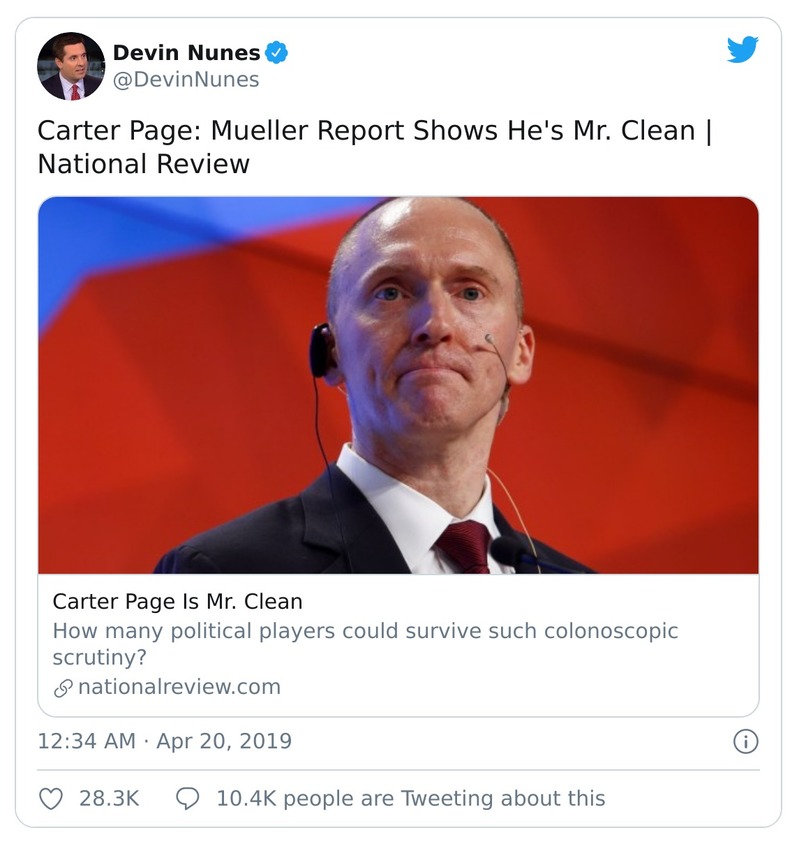 Devin Nunes
@DevinNunes
Carter Page: Mueller Report Shows He's Mr. Clean |
National Review
Carter Page Is Mr. Clean
How many political players could survive such colonoscopic
scrutiny?
nationalreview.com
12:34 AM · Apr 20, 2019
28.3K 10.4K people are Tweeting about this